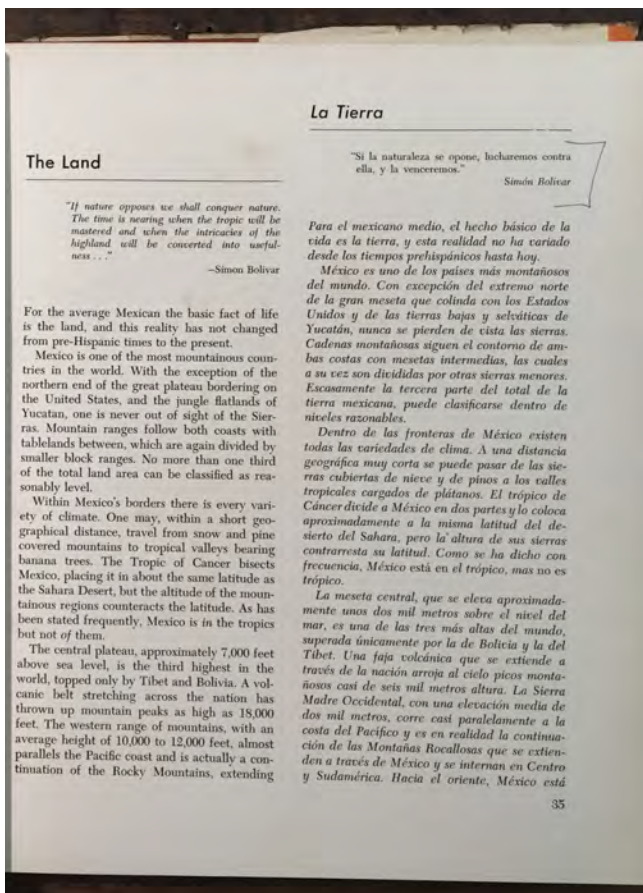 The Land
"If nature opposes we shall conquer nature.
The time is nearing when the tropic will be
mastered and when the intricacies of the
highland will be converted into useful-
ness . . ."
—Simon Bolivar
For the average Mexican the basic fact of life
is the land, and this reality has not changed
from pre-Hispanic times to the present.
Mexico is one of the most mountainous coun-
tries in the world. With the exception of the
northern end of the great plateau bordering on
the United States, and the jungle flatlands of
Yucatan, one is never out of sight of the Sier-
ras. Mountain ranges follow both coasts with
tablelands between, which are again divided by
smaller block ranges. No more than one third
of the total land area can be classified as rea-
sonably level.
Within Mexico's borders there is every vari-
ety of climate. One may, within a short geo-
graphical distance, travel from snow and pine
covered mountains to tropical valleys bearing
banana trees. The Tropic of Cancer bisects
Mexico, placing it in about the same latitude as
the Sahara Desert, but the altitude of the moun-
tainous regions counteracts the latitude. As has
been stated frequently, Mexico is in the tropics
but not of them.
The central plateau, approximately 7,000 feet
above sea level, is the third highest in the
world, topped only by Tibet and Bolivia. A vol-
canic belt stretching across the nation has
thrown up mountain peaks as high as 18,000
feet. The western range of mountains, with an
average height of 10,000 to 12,000 feet, almost
parallels the Pacific coast and is actually a con-
tinuation of the Rocky Mountains, extending
La Tierra
"Si la naturaleza se opone, lucharemos contra
ella, y la venceremos."
Simón Bolivar
Para el mexicano medio, el hecho básico de la
vida es la tierra, y esta realidad no ha variado
desde los tiempos prehispánicos hasta hoy.
México es uno de los países más montañosos
del mundo. Con excepción del extremo norte
de la gran meseta que colinda con los Estados
Unidos y de las tierras bajas y selváticas de
Yucatán, nunca se pierden de vista las sierras.
Cadenas montañosas siguen el contorno de am-
bas costas con mesetas intermedias, las cuales
a su vez son divididas por otras sierras menores.
Escasamente la tercera parte del total de la
tierra mexicana, puede clasificarse dentro de
niveles razonables.
Dentro de las fronteras de México existen
todas las variedades de clima. A una distancia
geográfica muy corta se puede pasar de las sie-
rras cubiertas de nieve y de pinos a los valles
tropicales cargados de plátanos. El trópico de
Cáncer divide a México en dos partes y lo coloca
aproximadamente a la misma latitud del de-
sierto del Sahara, pero la altura de sus sierras
contrarresta su latitud. Como se ha dicho con
frecuencia, México está en el trópico, mas no es
trópico.
La meseta central, que se eleva aproximada-
mente unos dos mil metros sobre el nivel del
mar, es una de las tres más altas del mundo,
superada únicamente por la de Bolivia y la del
Tíbet. Una faja volcánica que se extiende a
través de la nación arroja al cielo picos monta-
ñosos casi de seis mil metros altura. La Sierra
Madre Occidental, con una elevación media de
dos mil metros, corre casi paralelamente a la
costa del Pacífico y es en realidad la continua-
ción de las Montañas Rocallosas que se extien-
den a través de México y se internan en Centro
y Sudamérica. Hacia el oriente, México está
35